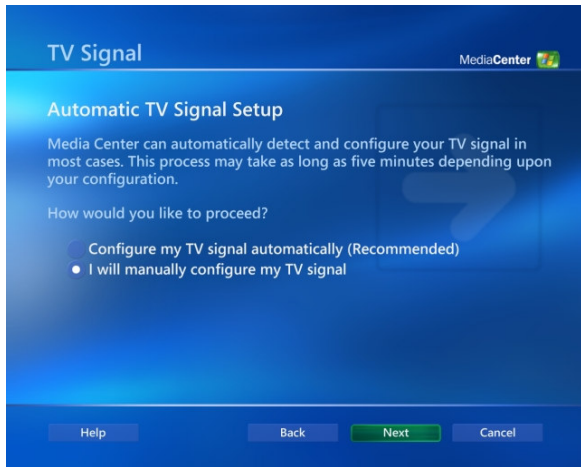 TV Signal
MediaCenter
Automatic TV Signal Setup
Media Center can automatically detect and configure your TV signal in
most cases. This process may take as long as five minutes depending upon
your configuration.
How would you like to proceed?
Configure my TV signal automatically (Recommended)
I will manually configure my TV signal
Help
Back
Next
Cancel